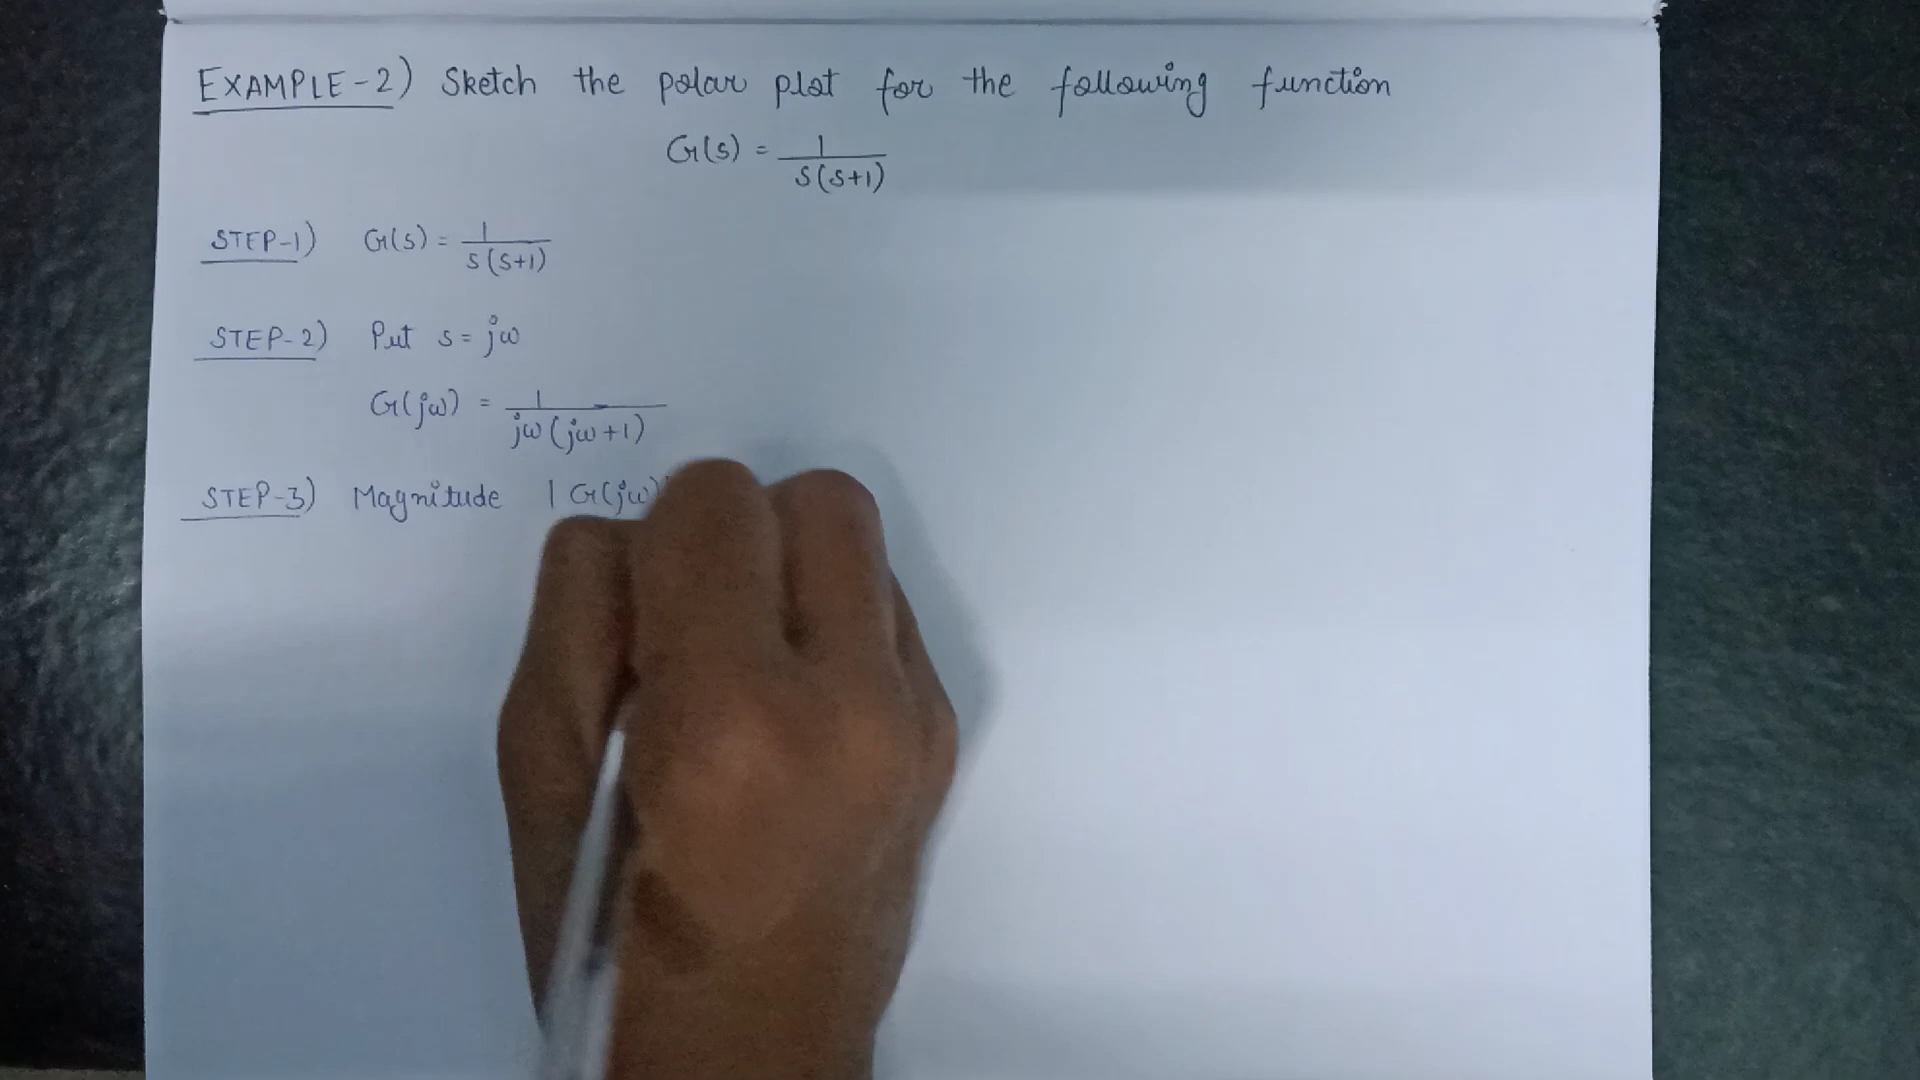 EXAMPLE-2) Sketch the polar plot for the following function
G(s) = 1/s(s+1)
STEP-1) G(s) = 1/s(s+1)
STEP-2) Put s = jω
G(jω) = 1/jω(jω+1)
STEP-3) Magnitude |G(jω)